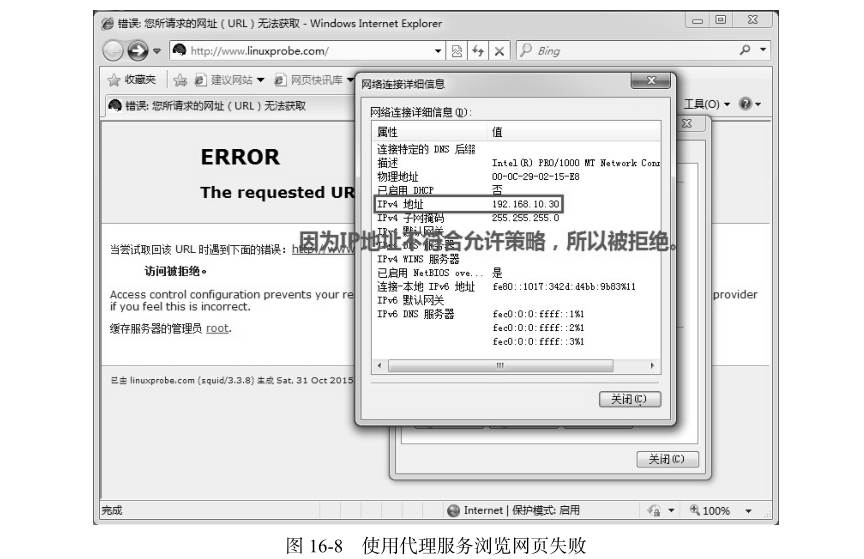 错误: 您所请求的网址（URL）无法获取 - Windows Internet Explorer
http://www.linuxprobe.com/
Bing
收藏夹
建议网站
网页快讯库
错误: 您所请求的网址（URL）无法获取
工具(O)
ERROR
The requested UR
当尝试取回该 URL 时遇到下面的错误: http://www
访问被拒绝。
Access control configuration prevents your re
provider
if you feel this is incorrect.
缓存服务器的管理员 root.
已由 linuxprobe.com (squid/3.3.8) 生成 Sat, 31 Oct 2015
网络连接详细信息
网络连接详细信息(D):
属性 值
连接特定的 DNS 后缀
描述 Intel(R) PRO/1000 MT Network Conn
物理地址 00-0C-29-02-15-E8
已启用 DHCP 否
IPv4 地址 192.168.10.30
IPv4 子网掩码 255.255.255.0
IPv4 默认网关
因为IP地址不符合允许策略，所以被拒绝。
IPv4 DNS 服务器
IPv4 WINS 服务器
已启用 NetBIOS ove... 是
连接-本地 IPv6 地址 fe80::1017:342d:d4bb:9b83%11
IPv6 默认网关
IPv6 DNS 服务器 fec0:0:0:ffff::1%1
fec0:0:0:ffff::2%1
fec0:0:0:ffff::3%1
关闭(C)
关闭(C)
完成
Internet | 保护模式: 启用
100%
图 16-8 使用代理服务浏览网页失败